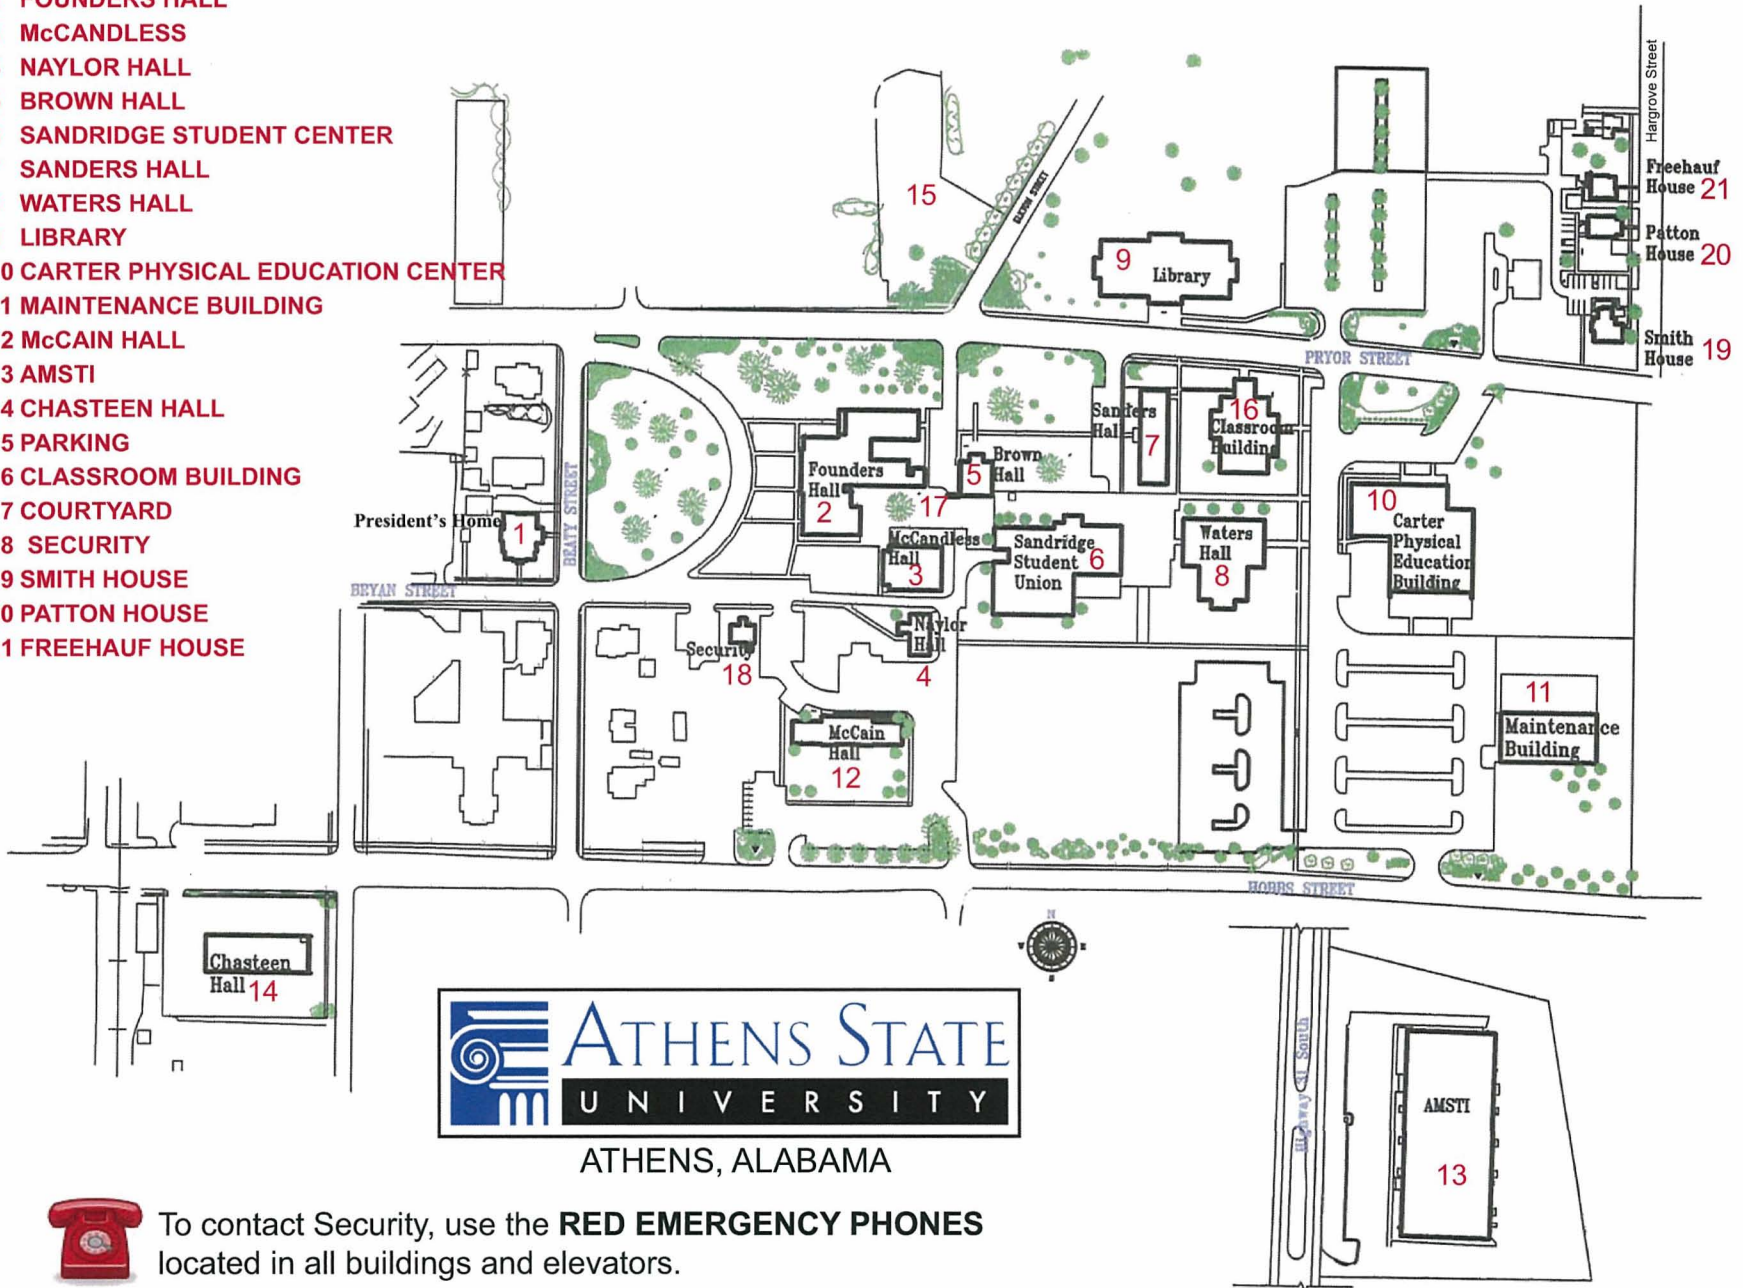 FOUNDERS HALL
McCANDLESS
NAYLOR HALL
BROWN HALL
SANDRIDGE STUDENT CENTER
SANDERS HALL
WATERS HALL
LIBRARY
0 CARTER PHYSICAL EDUCATION CENTER
1 MAINTENANCE BUILDING
2 McCAIN HALL
3 AMSTI
4 CHASTEEN HALL
5 PARKING
6 CLASSROOM BUILDING
7 COURTYARD
8 SECURITY
9 SMITH HOUSE
0 PATTON HOUSE
1 FREEHAUF HOUSE
Hargrove Street
Freehauf
House 21
Patton
House 20
Smith
House 19
15
ELKTON STREET
9 Library
PRYOR STREET
Sanders
Hall
7
16
Classroom
Building
Founders
Hall
2
Brown
Hall
5
17
10
Carter
Physical
Education
Building
President's Home
1
BEATY STREET
BRYAN STREET
McCandless
Hall
3
Sandridge
Student
Union
6
Waters
Hall
8
Security
18
Naylor
Hall
4
McCain
Hall
12
11
Maintenance
Building
HOBBS STREET
N
W
E
S
Chasteen
Hall 14
ATHENS STATE
UNIVERSITY
ATHENS, ALABAMA
Highway 31 South
AMSTI
13
To contact Security, use the RED EMERGENCY PHONES
located in all buildings and elevators.